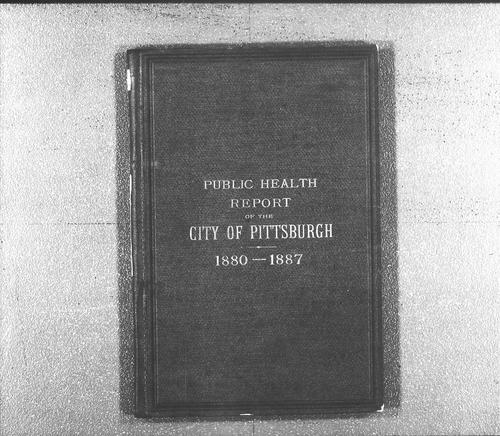 PUBLIC HEALTH
REPORT
OF THE
CITY OF PITTSBURGH
1880—1887